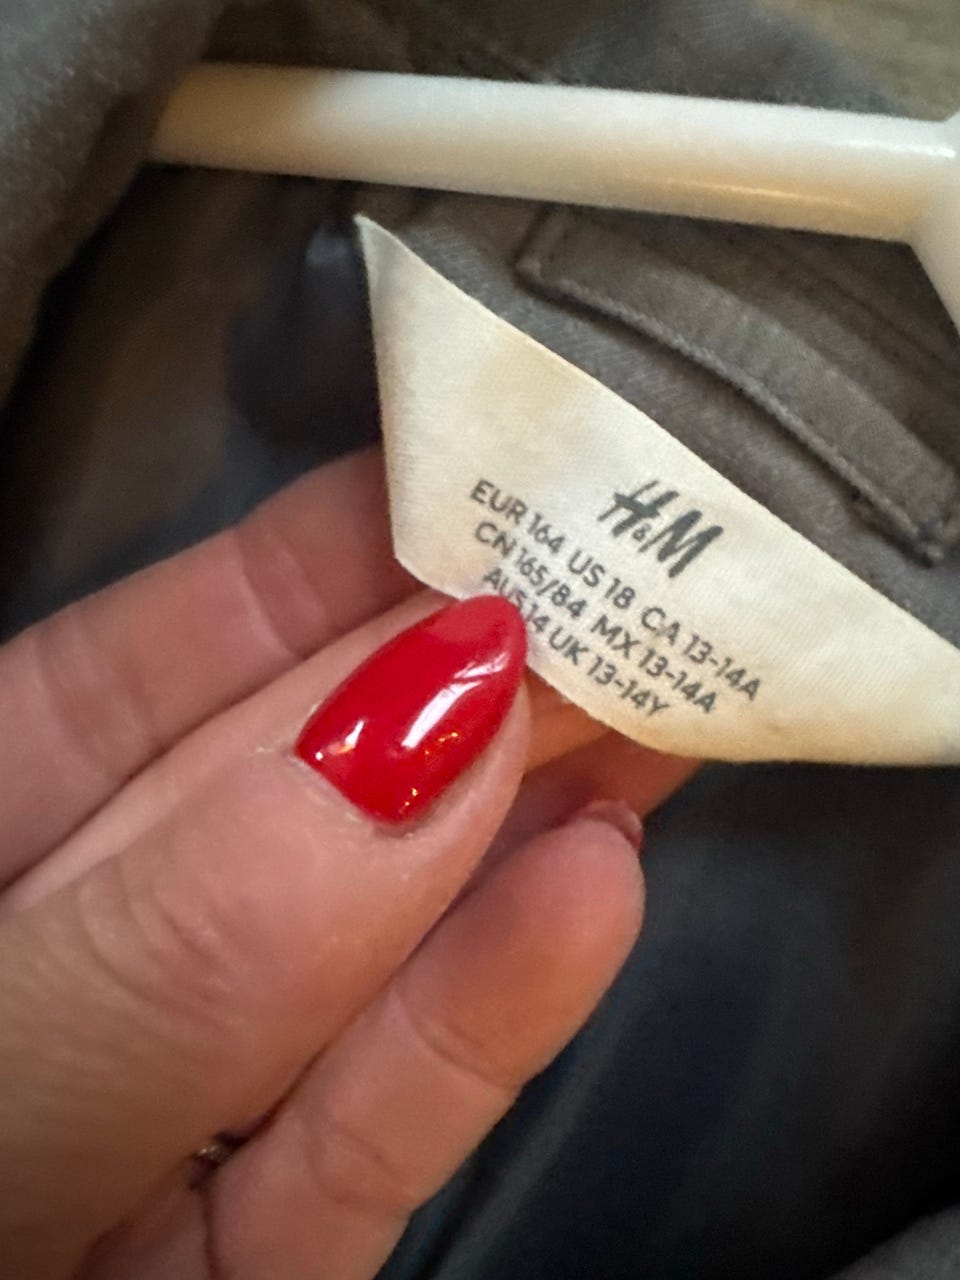 H&M
EUR 164 US 18 CA 13-14A
CN 165/84 MX 13-14A
AUS 14 UK 13-14Y